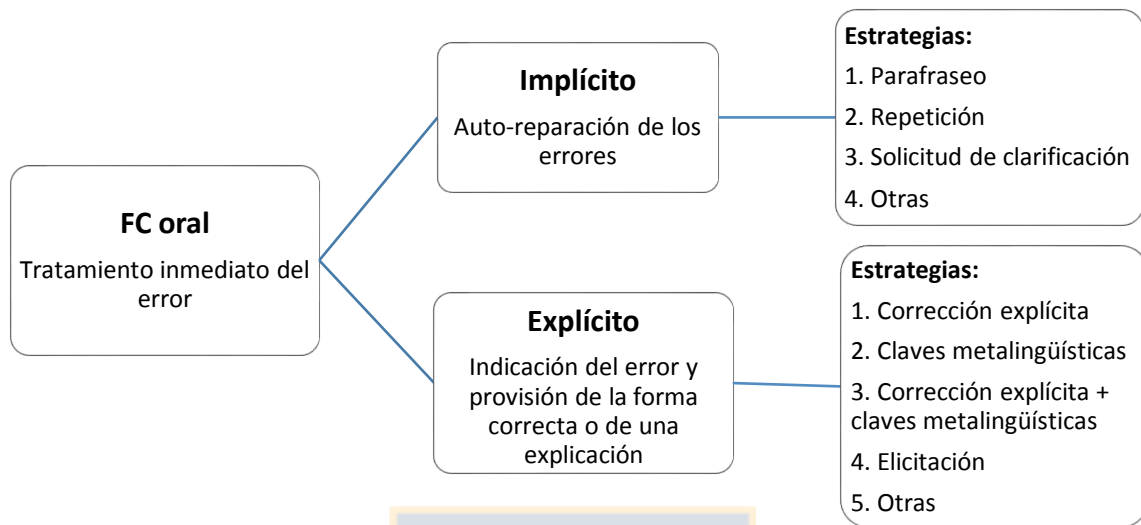 FC oral
Tratamiento inmediato del
error
Implícito
Auto-reparación de los
errores
Estrategias:
1. Parafraseo
2. Repetición
3. Solicitud de clarificación
4. Otras
Explícito
Indicación del error y
provisión de la forma
correcta o de una
explicación
Estrategias:
1. Corrección explícita
2. Claves metalingüísticas
3. Corrección explícita +
claves metalingüísticas
4. Elicitación
5. Otras